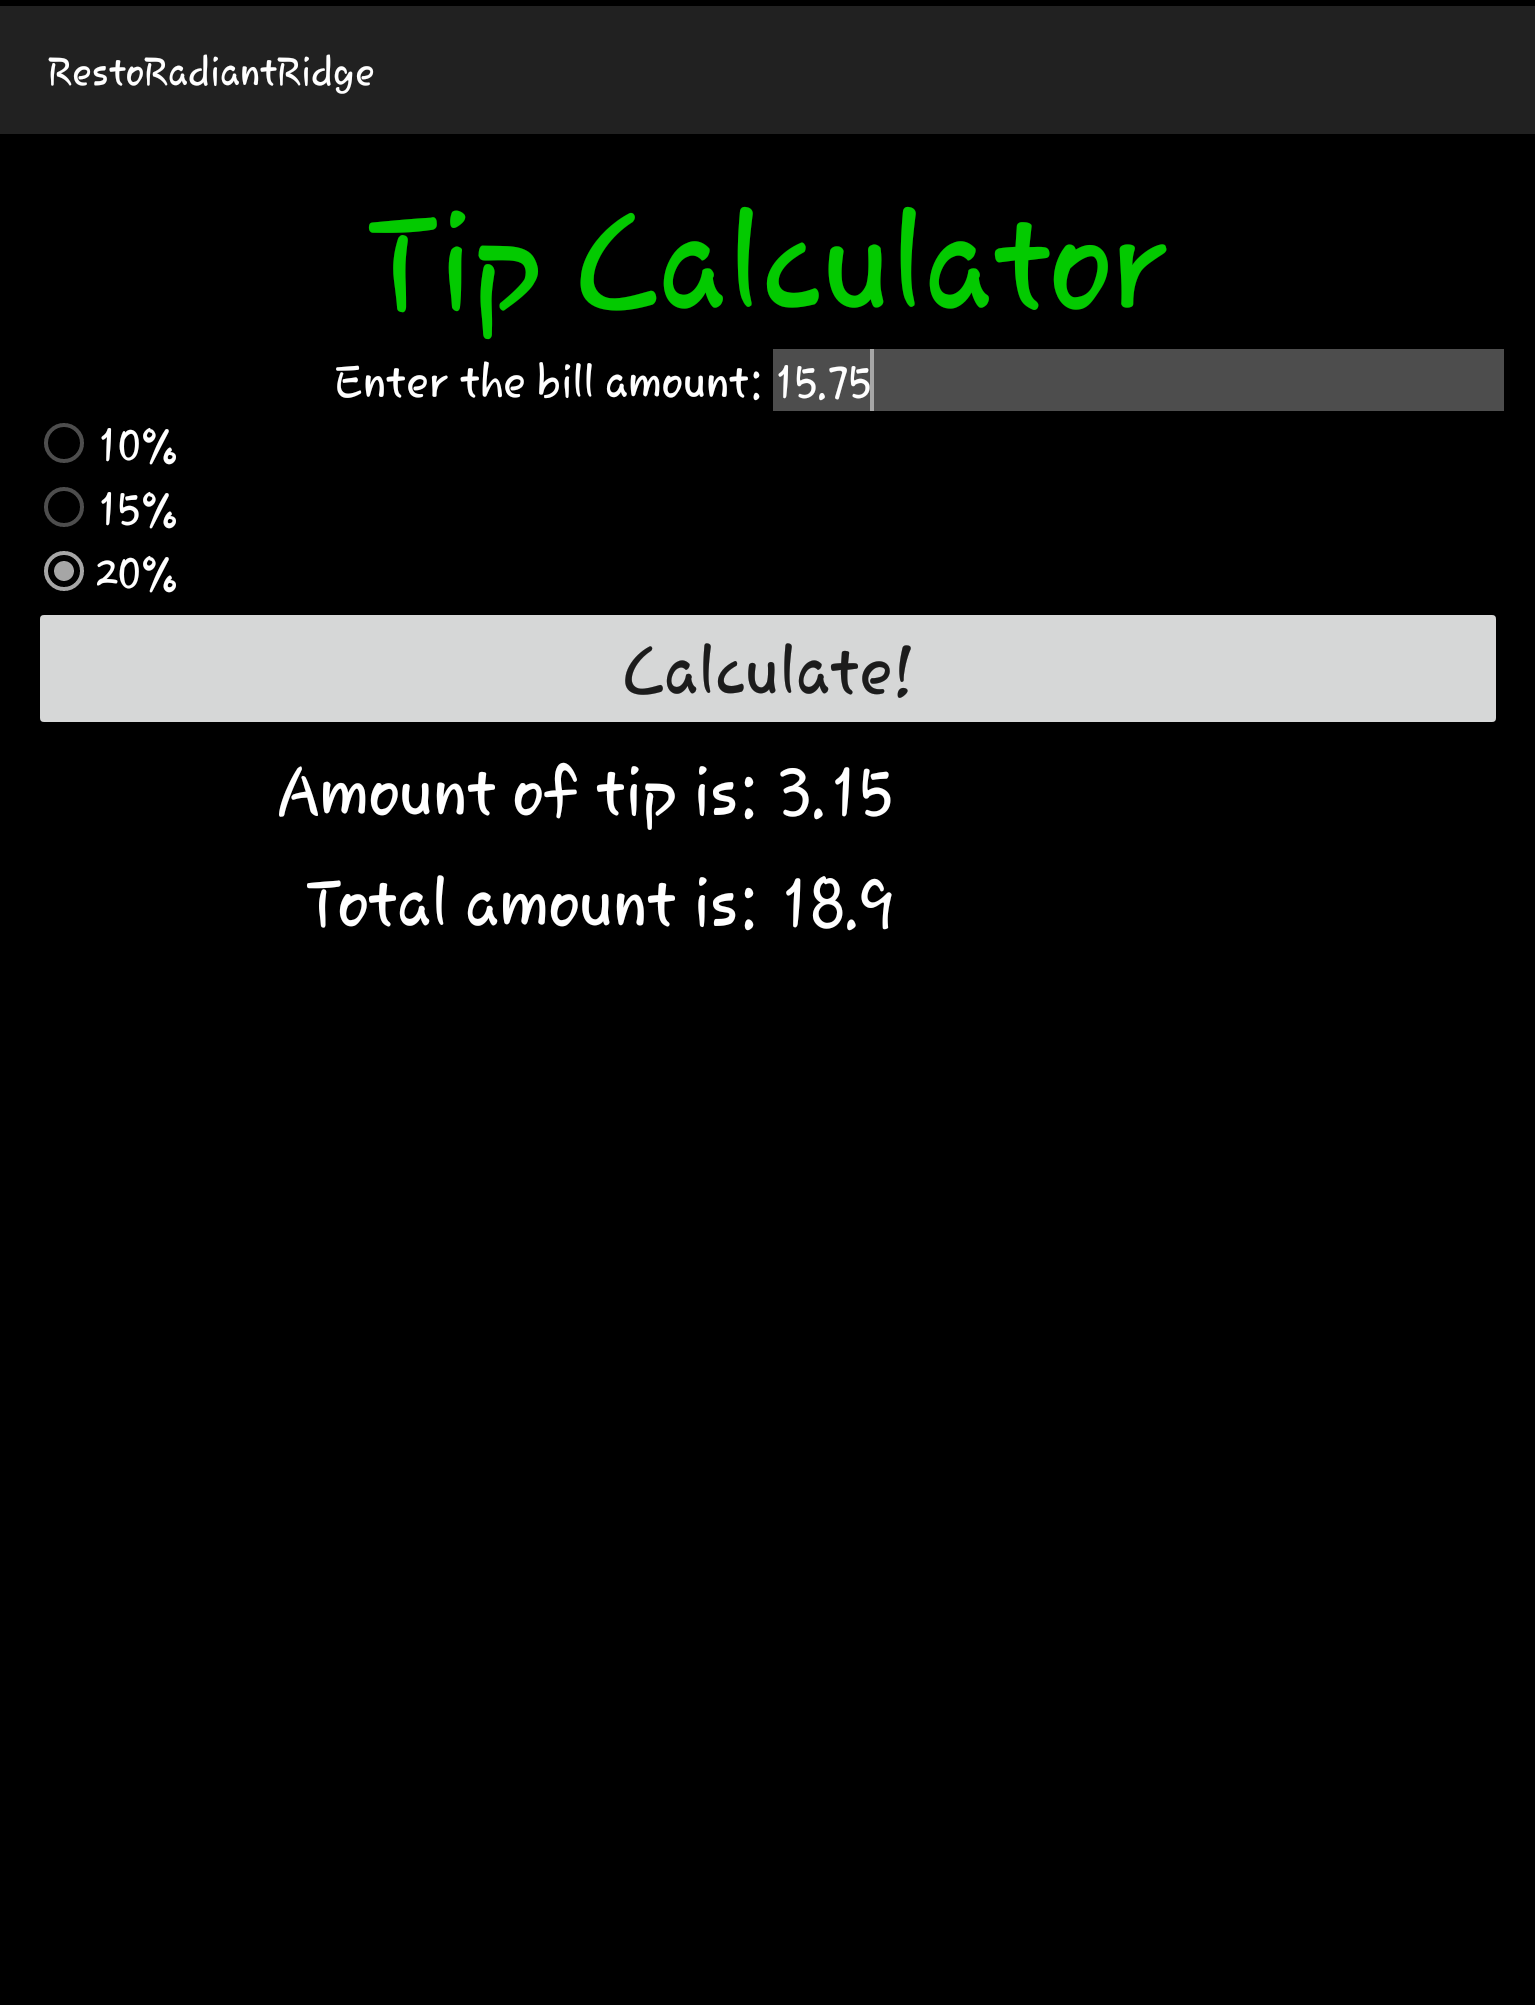 RestoRadiantRidge
Tip Calculator
Enter the bill amount: 15.75
10%
15%
20%
Calculate!
Amount of tip is: 3.15
Total amount is: 18.9